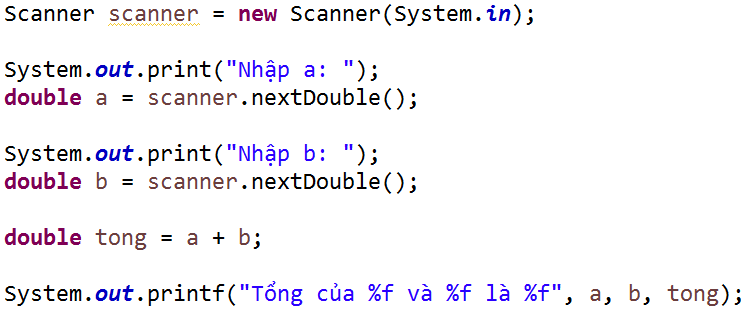 Scanner scanner = new Scanner(System.in);
System.out.print("Nhập a: ");
double a = scanner.nextDouble();
System.out.print("Nhập b: ");
double b = scanner.nextDouble();
double tong = a + b;
System.out.printf("Tổng của %f và %f là %f", a, b, tong);